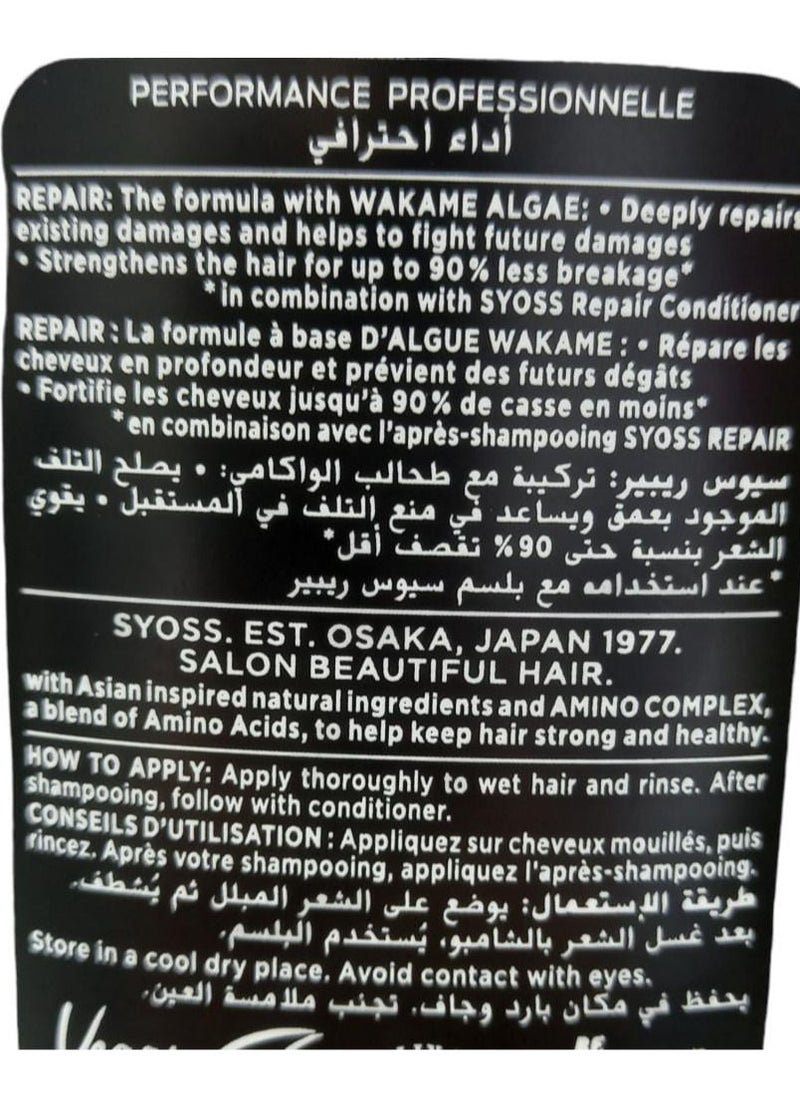 PERFORMANCE PROFESSIONNELLE
أداء احترافي
REPAIR: The formula with WAKAME ALGAE: • Deeply repairs
existing damages and helps to fight future damages
• Strengthens the hair for up to 90% less breakage*
*in combination with SYOSS Repair Conditioner
REPAIR : La formule à base D'ALGUE WAKAME : • Répare les
cheveux en profondeur et prévient des futurs dégâts
• Fortifie les cheveux jusqu'à 90% de casse en moins*
*en combinaison avec l'après-shampooing SYOSS REPAIR
سيوس ريبير: تركيبة مع طحالب الواكامي: • يصلح التلف
الموجود بعمق ويساعد في منع التلف في المستقبل • يقوي
الشعر بنسبة حتى 90% تقصف أقل*
*عند استخدامه مع بلسم سيوس ريبير
SYOSS. EST. OSAKA, JAPAN 1977.
SALON BEAUTIFUL HAIR.
with Asian inspired natural ingredients and AMINO COMPLEX,
a blend of Amino Acids, to help keep hair strong and healthy.
HOW TO APPLY: Apply thoroughly to wet hair and rinse. After
shampooing, follow with conditioner.
CONSEILS D'UTILISATION : Appliquez sur cheveux mouillés, puis
rincez. Après votre shampooing, appliquez l'après-shampooing.
طريقة الإستعمال: يوضع على الشعر المبلل ثم يُشطف.
بعد غسل الشعر بالشامبو، يُستخدم البلسم.
Store in a cool dry place. Avoid contact with eyes.
يحفظ في مكان بارد وجاف. تجنب ملامسة العين.